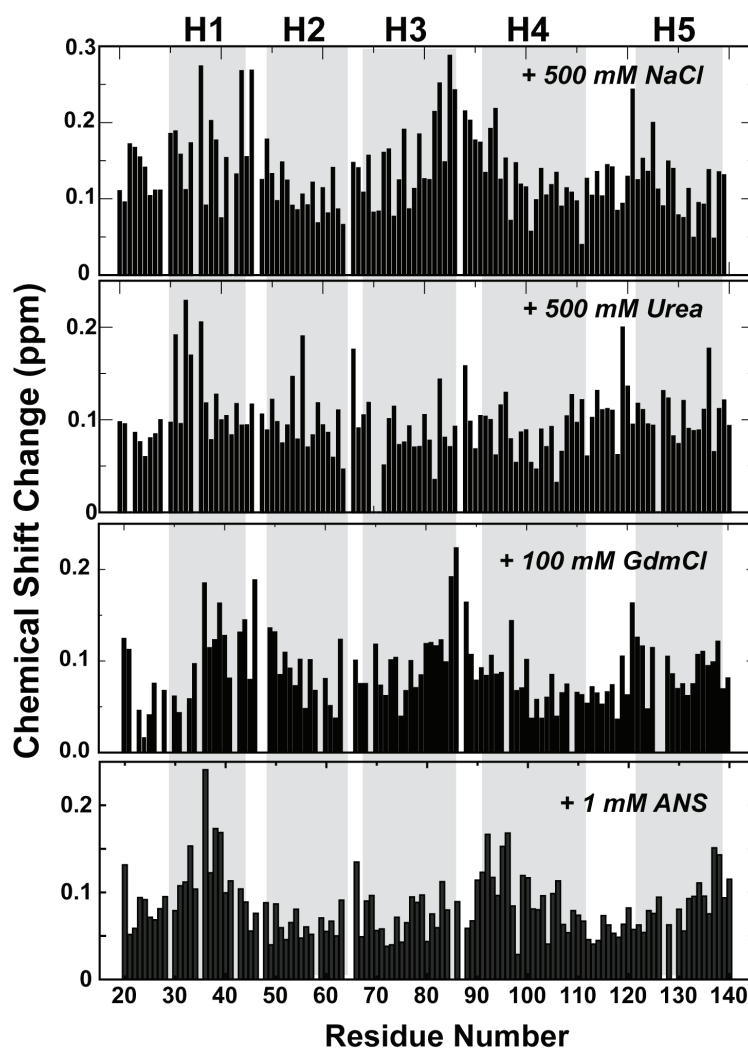 H1 H2 H3 H4 H5
0.3
+ 500 mM NaCl
0.2
0.1
0
+ 500 mM Urea
0.2
0.1
0
+ 100 mM GdmCl
0.2
0.1
0.0
+ 1 mM ANS
0.2
0.1
0
20 30 40 50 60 70 80 90 100 110 120 130 140
Residue Number
Chemical Shift Change (ppm)